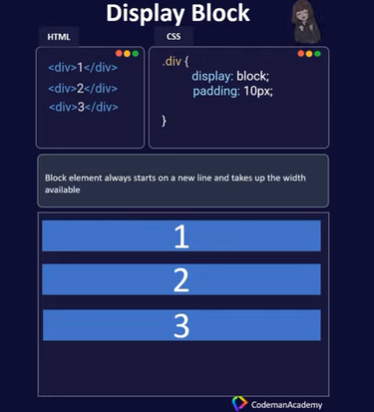 Display Block
HTML
CSS
<div>1</div>
<div>2</div>
<div>3</div>
.div {
display: block;
padding: 10px;
}
Block element always starts on a new line and takes up the width
available
1
2
3
CodemanAcademy